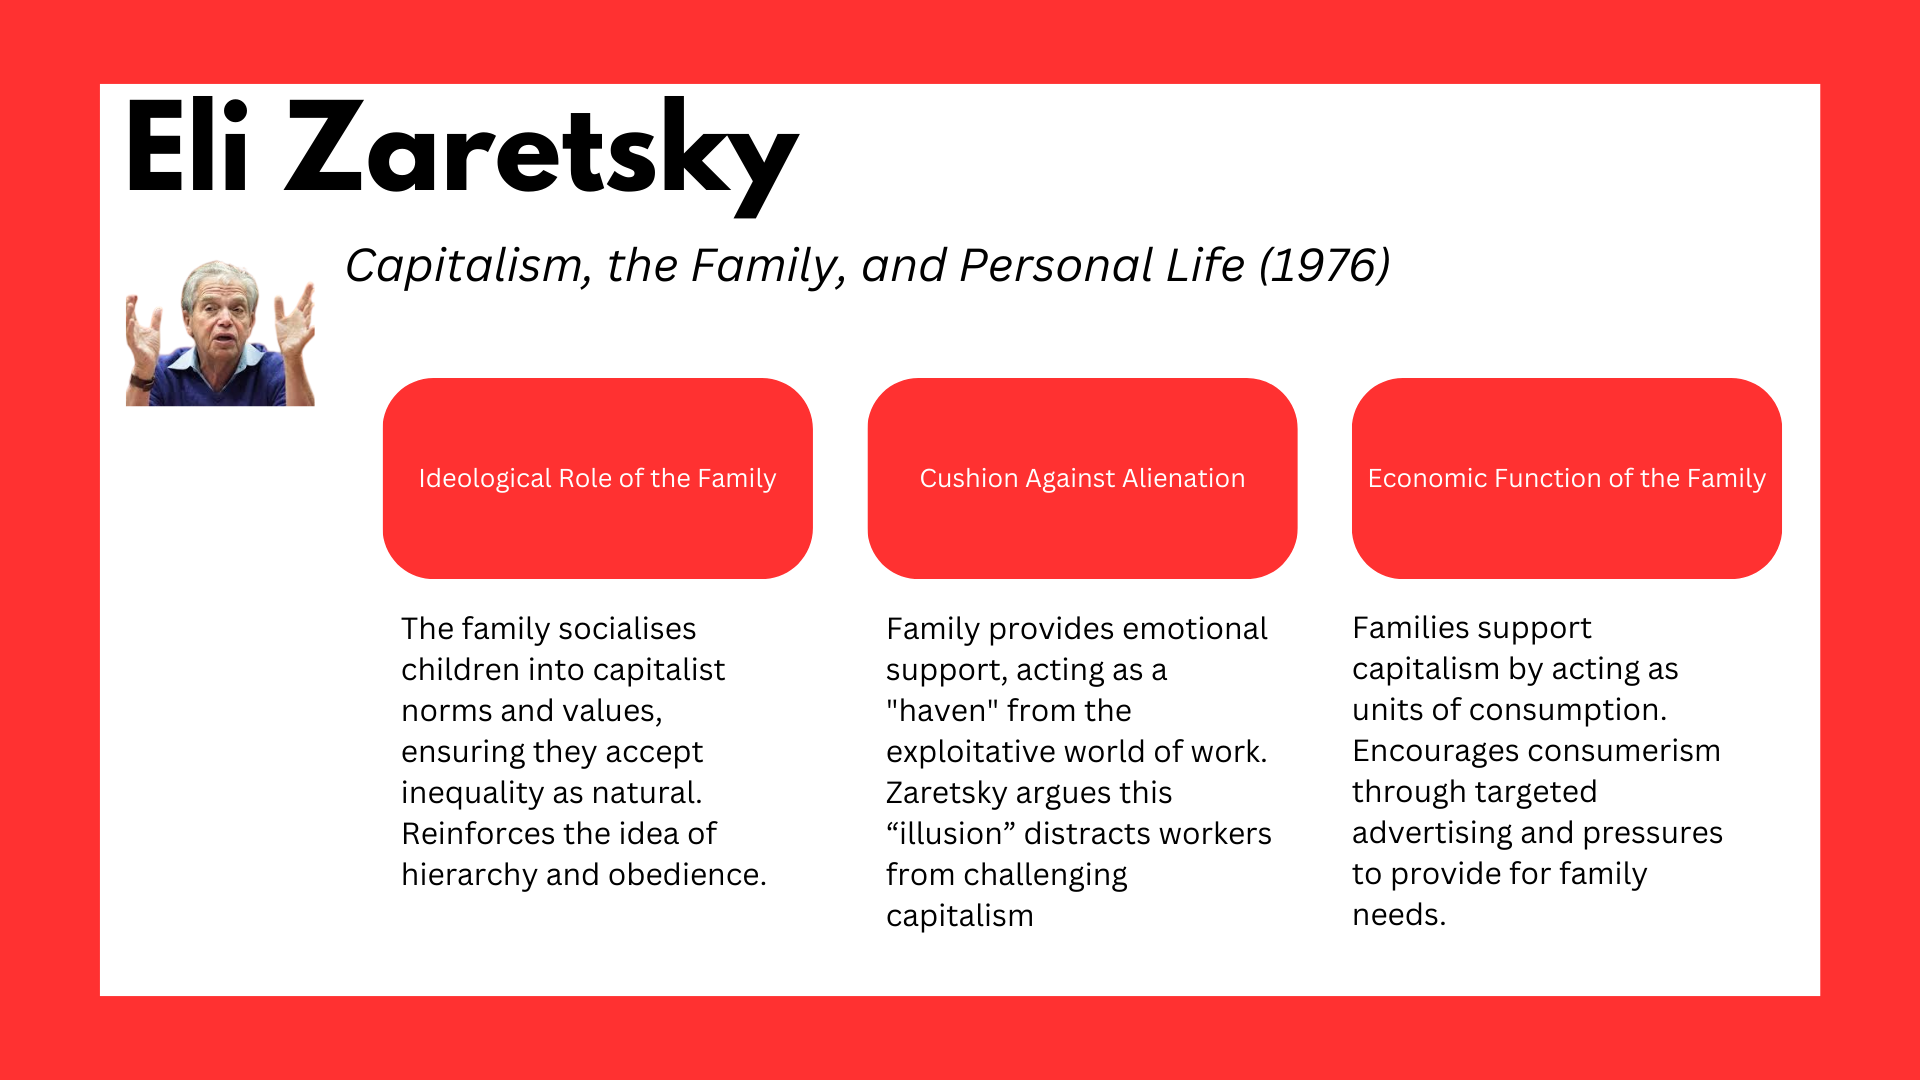 Eli Zaretsky
Capitalism, the Family, and Personal Life (1976)
Ideological Role of the Family
The family socialises
children into capitalist
norms and values,
ensuring they accept
inequality as natural.
Reinforces the idea of
hierarchy and obedience.
Cushion Against Alienation
Family provides emotional
support, acting as a
"haven" from the
exploitative world of work.
Zaretsky argues this
“illusion” distracts workers
from challenging
capitalism
Economic Function of the Family
Families support
capitalism by acting as
units of consumption.
Encourages consumerism
through targeted
advertising and pressures
to provide for family
needs.